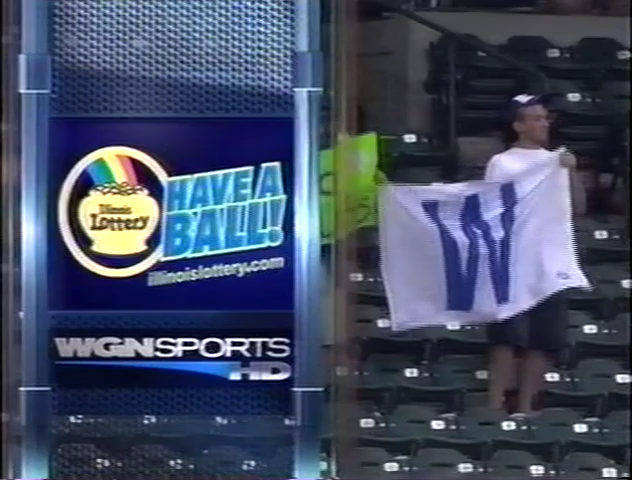 Illinois
Lottery
HAVE A
BALL!
illinoislottery.com
WGNSPORTS
HD
W